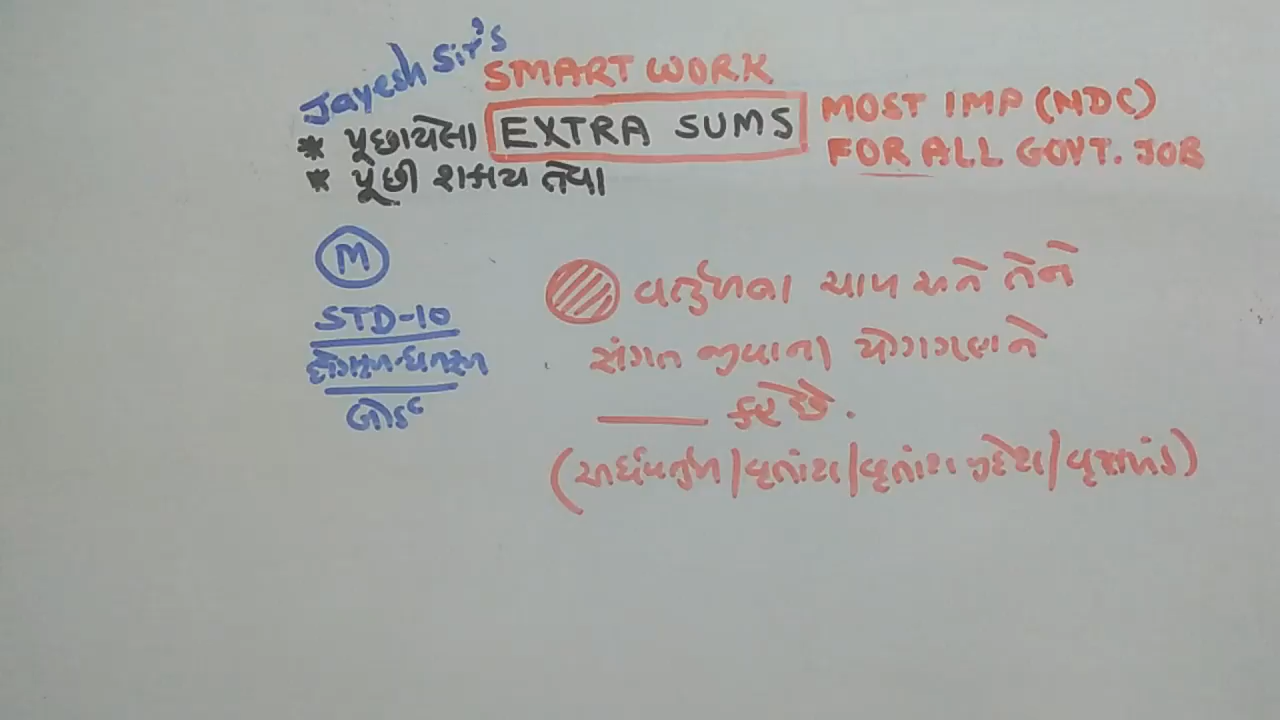 Jayesh Sir's
SMART WORK
* પૂછાયેલા EXTRA SUMS
* પૂછી શકાય તેવા
MOST IMP (NDC)
FOR ALL GOVT. JOB
M
STD-10
બોર્ડ
વર્તુળના ચાપ અને તેને
સંગત જીવાના યોગગણને
______ કહે છે.
(અર્ધવર્તુળ/વૃતાંશ/વૃતાંશ પ્રદેશ/વૃત્તખંડ)